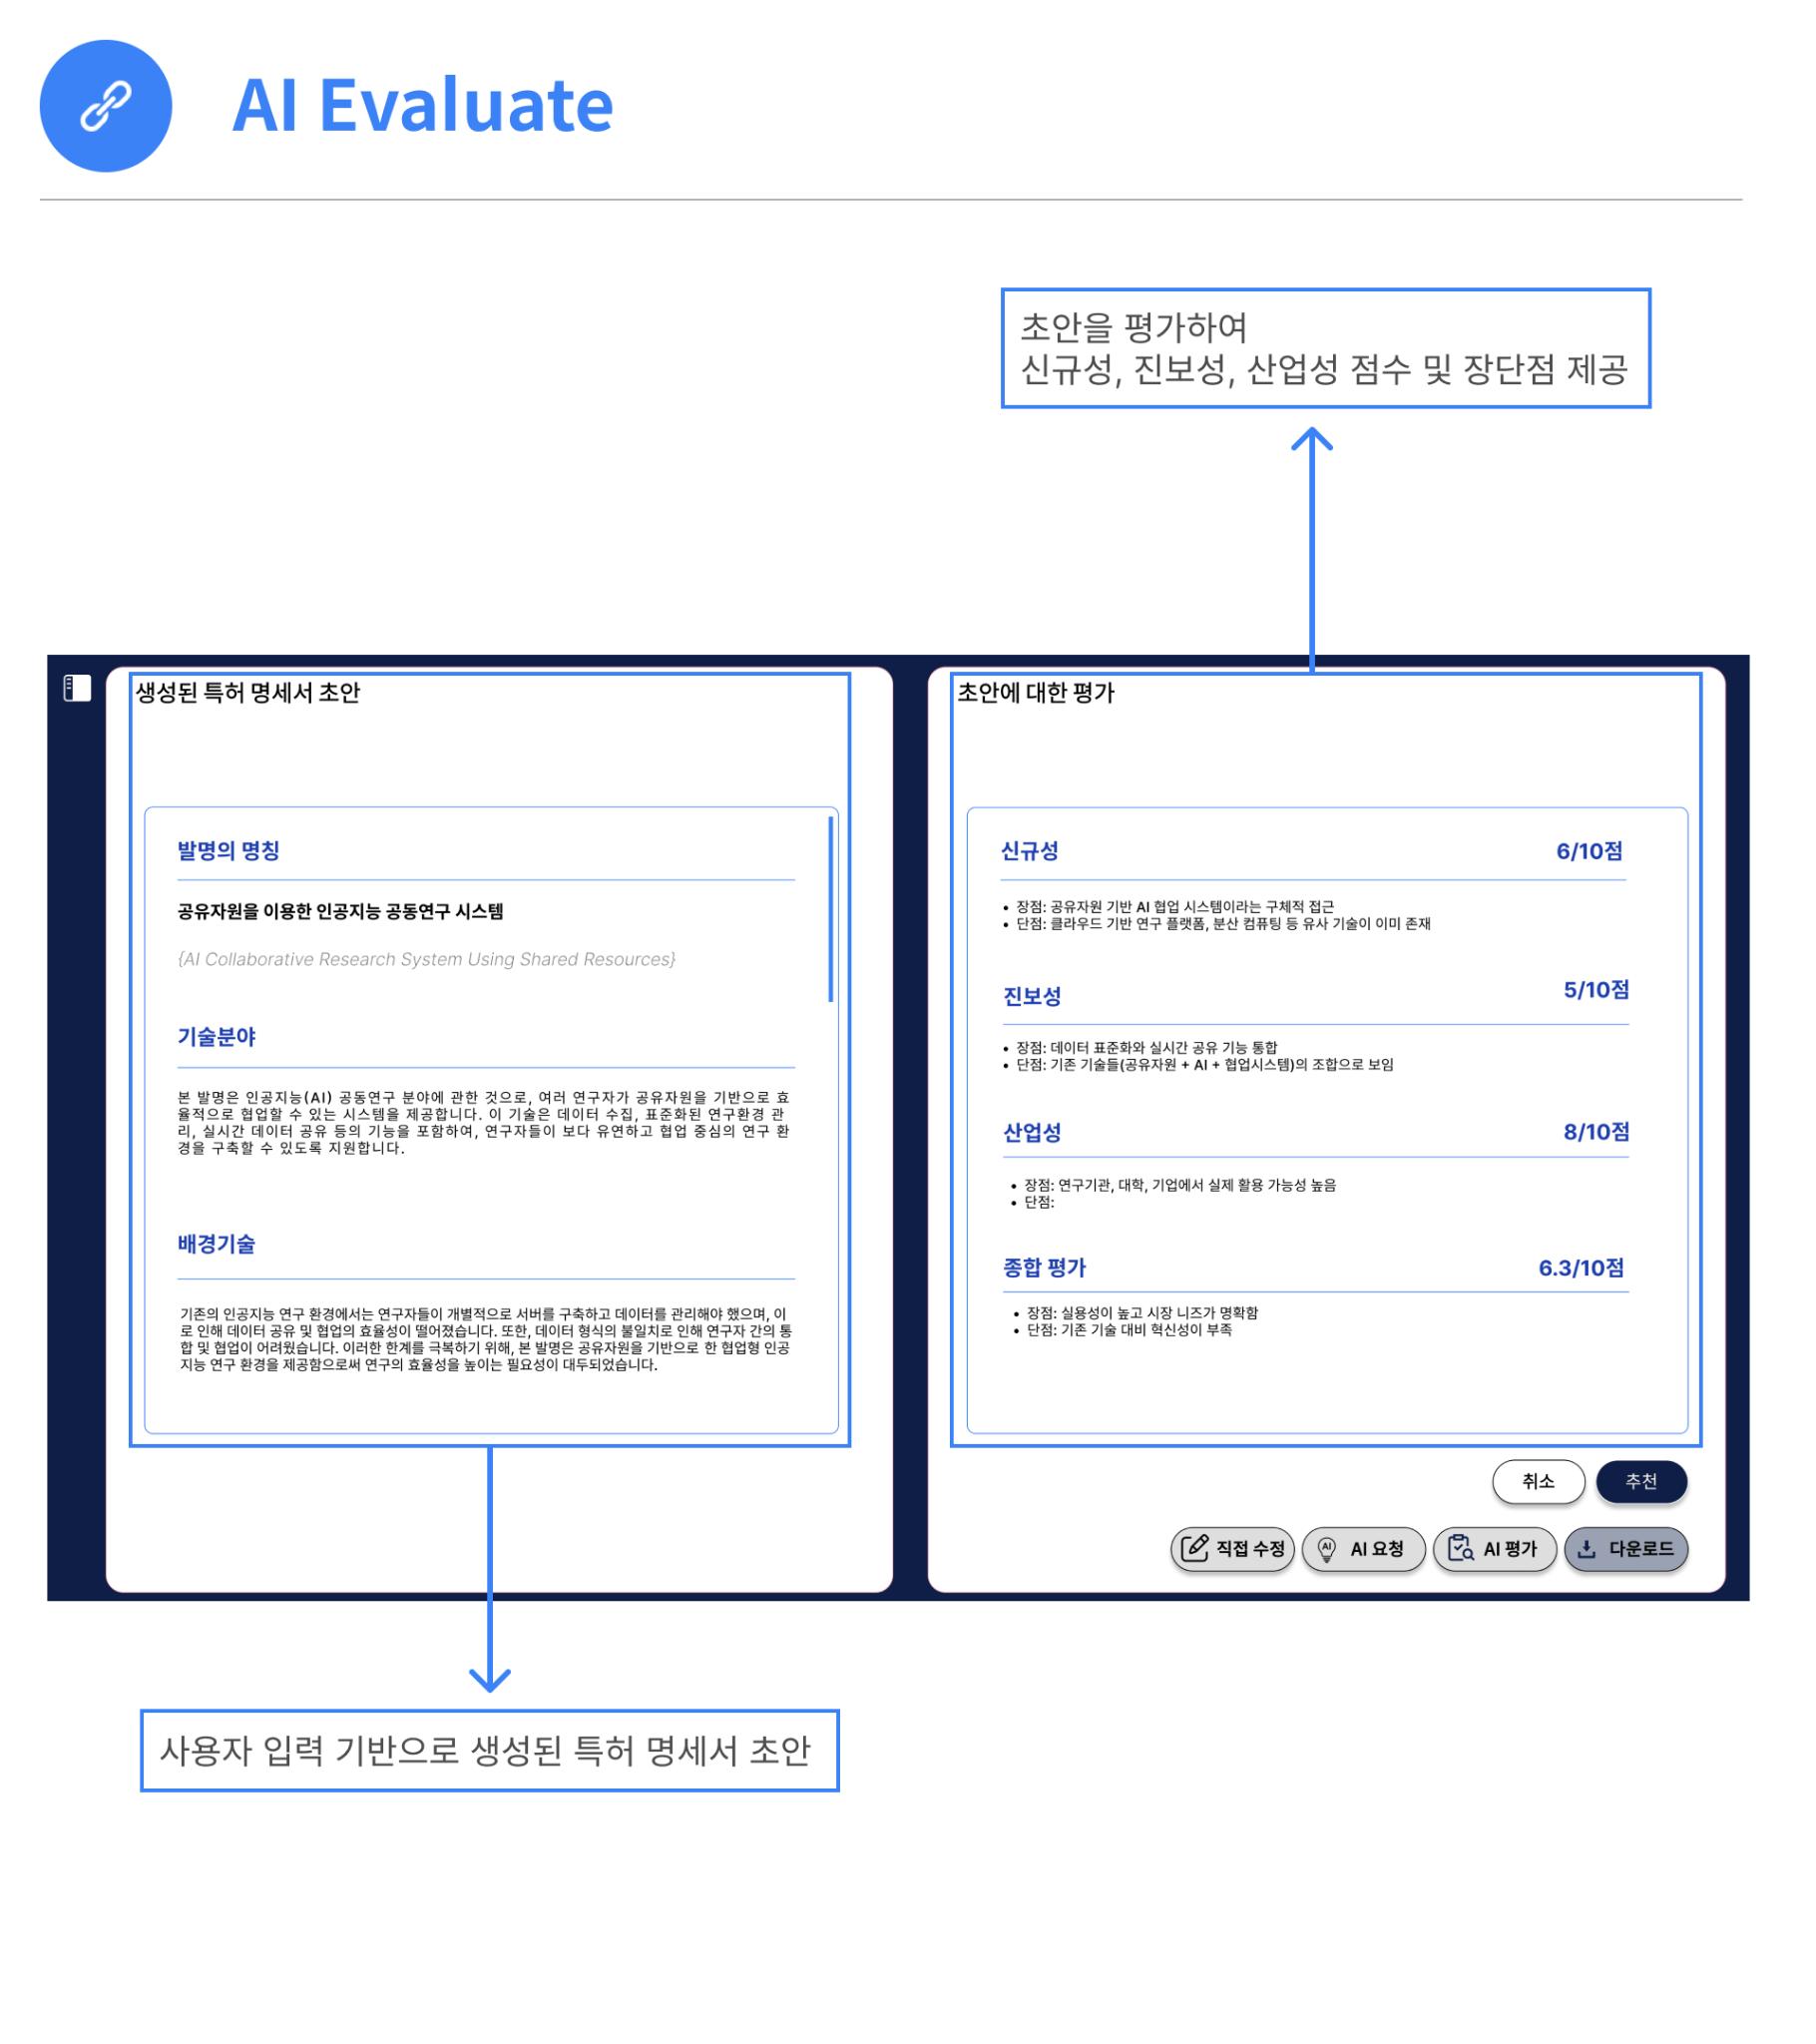 AI Evaluate
초안을 평가하여
신규성, 진보성, 산업성 점수 및 장단점 제공
생성된 특허 명세서 초안
발명의 명칭
공유자원을 이용한 인공지능 공동연구 시스템
{AI Collaborative Research System Using Shared Resources}
기술분야
본 발명은 인공지능(AI) 공동연구 분야에 관한 것으로, 여러 연구자가 공유자원을 기반으로 효
율적으로 협업할 수 있는 시스템을 제공합니다. 이 기술은 데이터 수집, 표준화된 연구환경 관
리, 실시간 데이터 공유 등의 기능을 포함하여, 연구자들이 보다 유연하고 협업 중심의 연구 환
경을 구축할 수 있도록 지원합니다.
배경기술
기존의 인공지능 연구 환경에서는 연구자들이 개별적으로 서버를 구축하고 데이터를 관리해야 했으며, 이
로 인해 데이터 공유 및 협업의 효율성이 떨어졌습니다. 또한, 데이터 형식의 불일치로 인해 연구자 간의 통
합 및 협업이 어려웠습니다. 이러한 한계를 극복하기 위해, 본 발명은 공유자원을 기반으로 한 협업형 인공
지능 연구 환경을 제공함으로써 연구의 효율성을 높이는 필요성이 대두되었습니다.
초안에 대한 평가
신규성 6/10점
• 장점: 공유자원 기반 AI 협업 시스템이라는 구체적 접근
• 단점: 클라우드 기반 연구 플랫폼, 분산 컴퓨팅 등 유사 기술이 이미 존재
진보성 5/10점
• 장점: 데이터 표준화와 실시간 공유 기능 통합
• 단점: 기존 기술들(공유자원 + AI + 협업시스템)의 조합으로 보임
산업성 8/10점
• 장점: 연구기관, 대학, 기업에서 실제 활용 가능성 높음
• 단점:
종합 평가 6.3/10점
• 장점: 실용성이 높고 시장 니즈가 명확함
• 단점: 기존 기술 대비 혁신성이 부족
취소 추천
직접 수정 AI AI 요청 AI 평가 다운로드
사용자 입력 기반으로 생성된 특허 명세서 초안